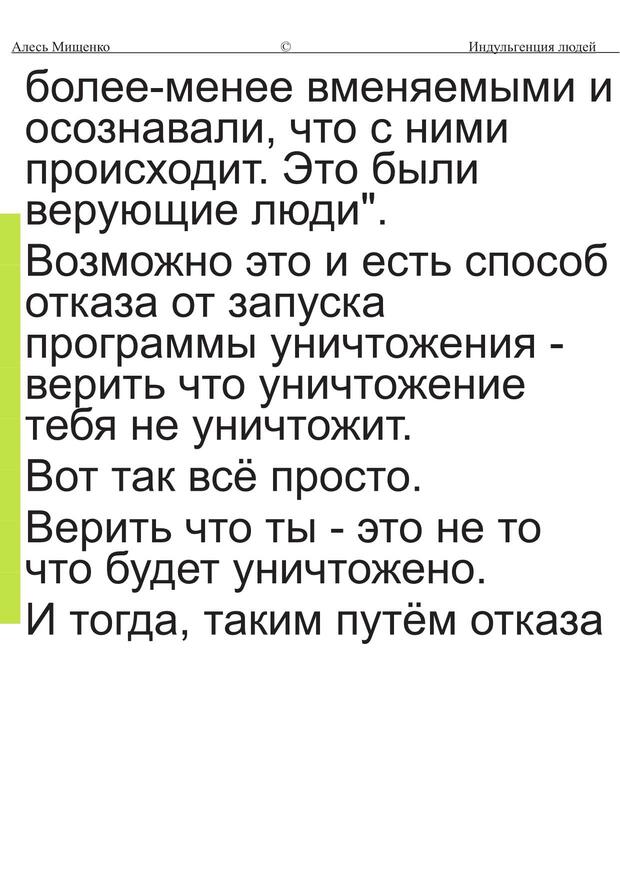 Алесь Мищенко © Индульгенция людей
более-менее вменяемыми и
осознавали, что с ними
происходит. Это были
верующие люди".
Возможно это и есть способ
отказа от запуска
программы уничтожения -
верить что уничтожение
тебя не уничтожит.
Вот так всё просто.
Верить что ты - это не то
что будет уничтожено.
И тогда, таким путём отказа